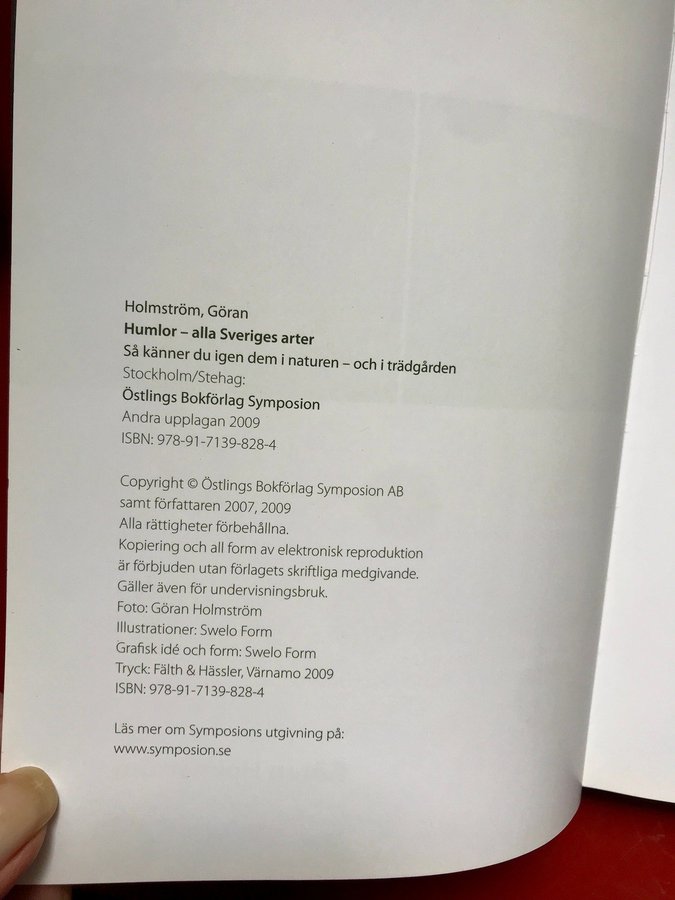 Holmström, Göran
Humlor – alla Sveriges arter
Så känner du igen dem i naturen – och i trädgården
Stockholm/Stehag:
Östlings Bokförlag Symposion
Andra upplagan 2009
ISBN: 978-91-7139-828-4
Copyright © Östlings Bokförlag Symposion AB
samt författaren 2007, 2009
Alla rättigheter förbehållna.
Kopiering och all form av elektronisk reproduktion
är förbjuden utan förlagets skriftliga medgivande.
Gäller även för undervisningsbruk.
Foto: Göran Holmström
Illustrationer: Swelo Form
Grafisk idé och form: Swelo Form
Tryck: Fälth & Hässler, Värnamo 2009
ISBN: 978-91-7139-828-4
Läs mer om Symposions utgivning på:
www.symposion.se